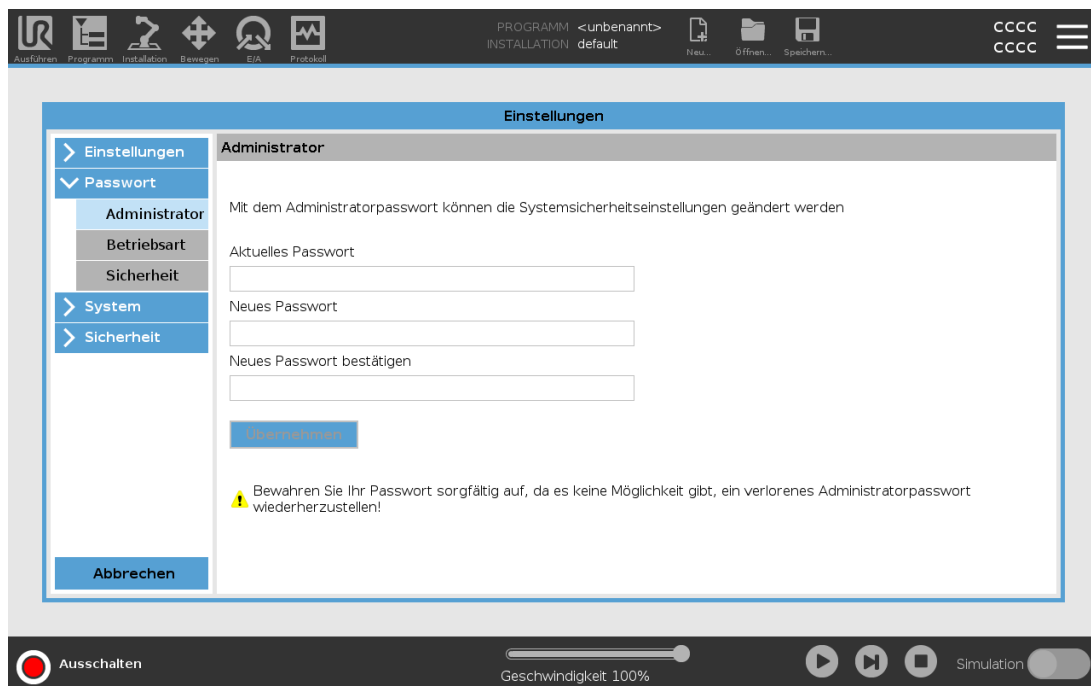 PROGRAMM <unbenannt>
INSTALLATION default
CCCC
CCCC
Ausführen Programm Installation Bewegen E/A Protokoll
Neu... Öffnen... Speichern...
Einstellungen
Einstellungen
Passwort
Administrator
Betriebsart
Sicherheit
System
Sicherheit
Abbrechen
Administrator
Mit dem Administratorpasswort können die Systemsicherheitseinstellungen geändert werden
Aktuelles Passwort
Neues Passwort
Neues Passwort bestätigen
Übernehmen
Bewahren Sie Ihr Passwort sorgfältig auf, da es keine Möglichkeit gibt, ein verlorenes Administratorpasswort
wiederherzustellen!
Ausschalten
Geschwindigkeit 100%
Simulation